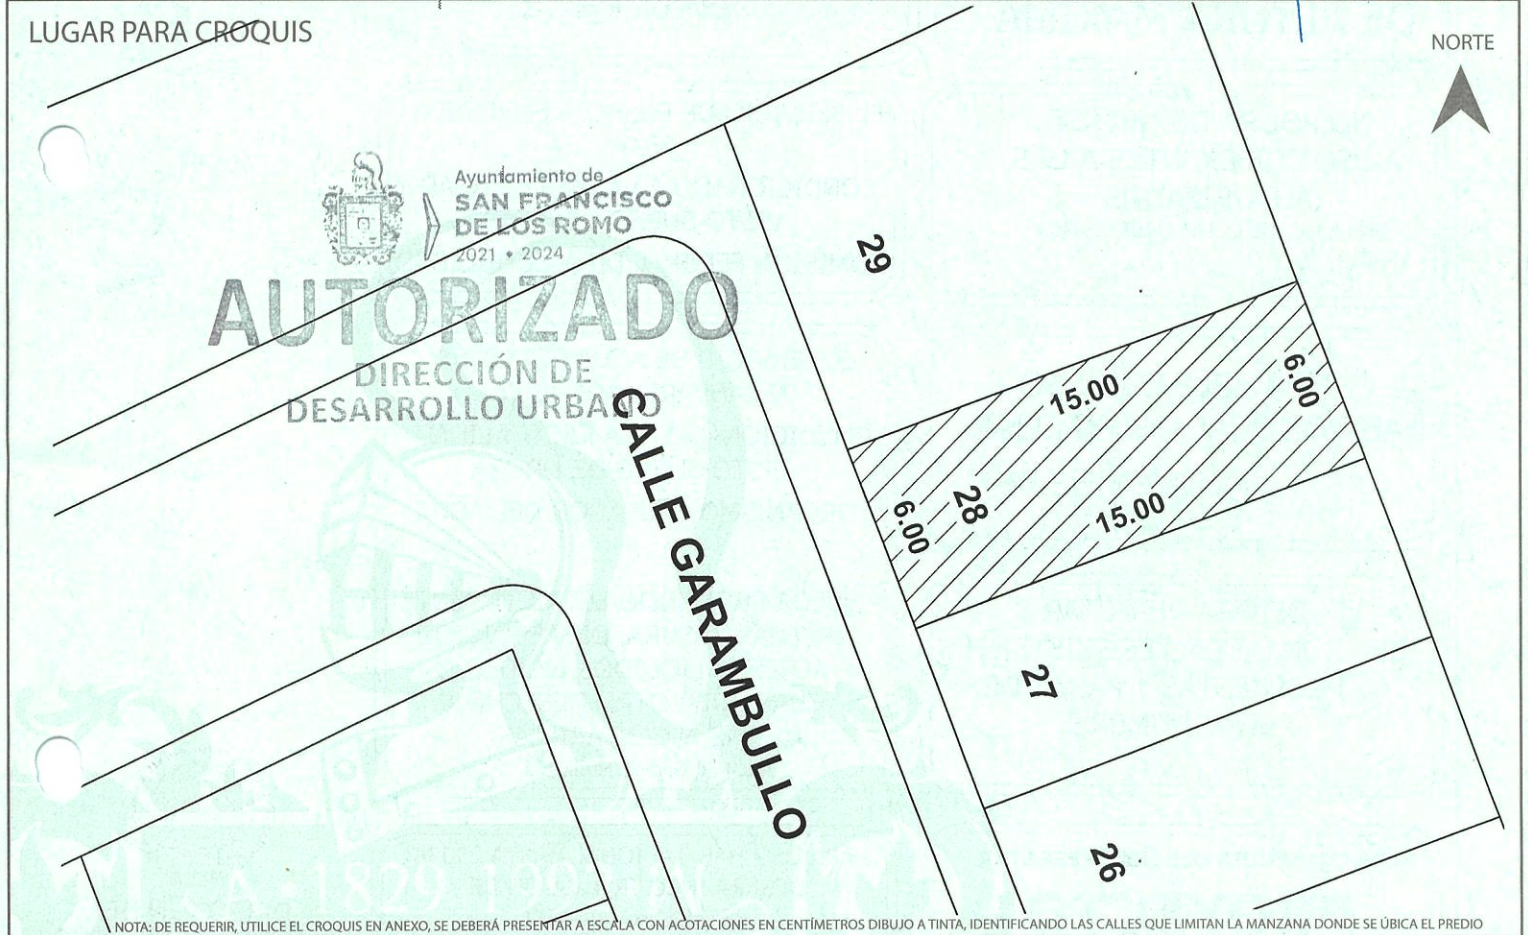 LUGAR PARA CROQUIS
NORTE
Ayuntamiento de
SAN FRANCISCO
DE LOS ROMO
2021 • 2024
AUTORIZADO
DIRECCIÓN DE
DESARROLLO URBANO
CALLE GARAMBULLO
29
15.00
6.00
28
6.00
15.00
27
26
A • 1829 199
NOTA: DE REQUERIR, UTILICE EL CROQUIS EN ANEXO, SE DEBERÁ PRESENTAR A ESCALA CON ACOTACIONES EN CENTÍMETROS DIBUJO A TINTA, IDENTIFICANDO LAS CALLES QUE LIMITAN LA MANZANA DONDE SE ÚBICA EL PREDIO